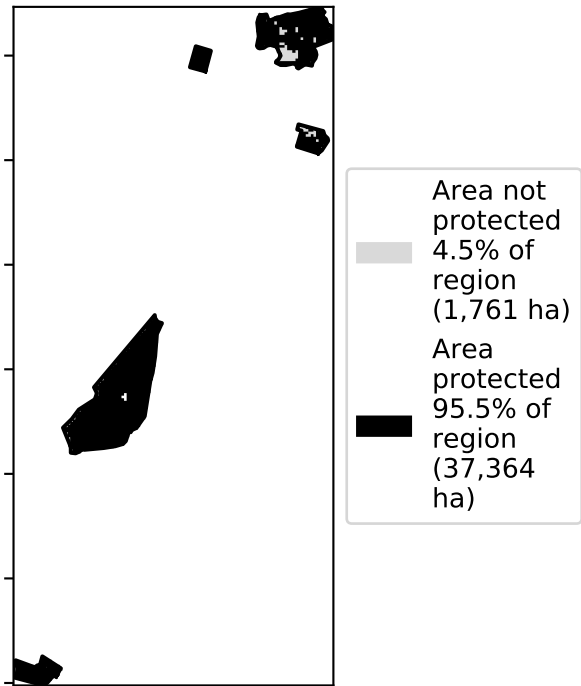 Area not
protected
4.5% of
region
(1,761 ha)
Area
protected
95.5% of
region
(37,364
ha)